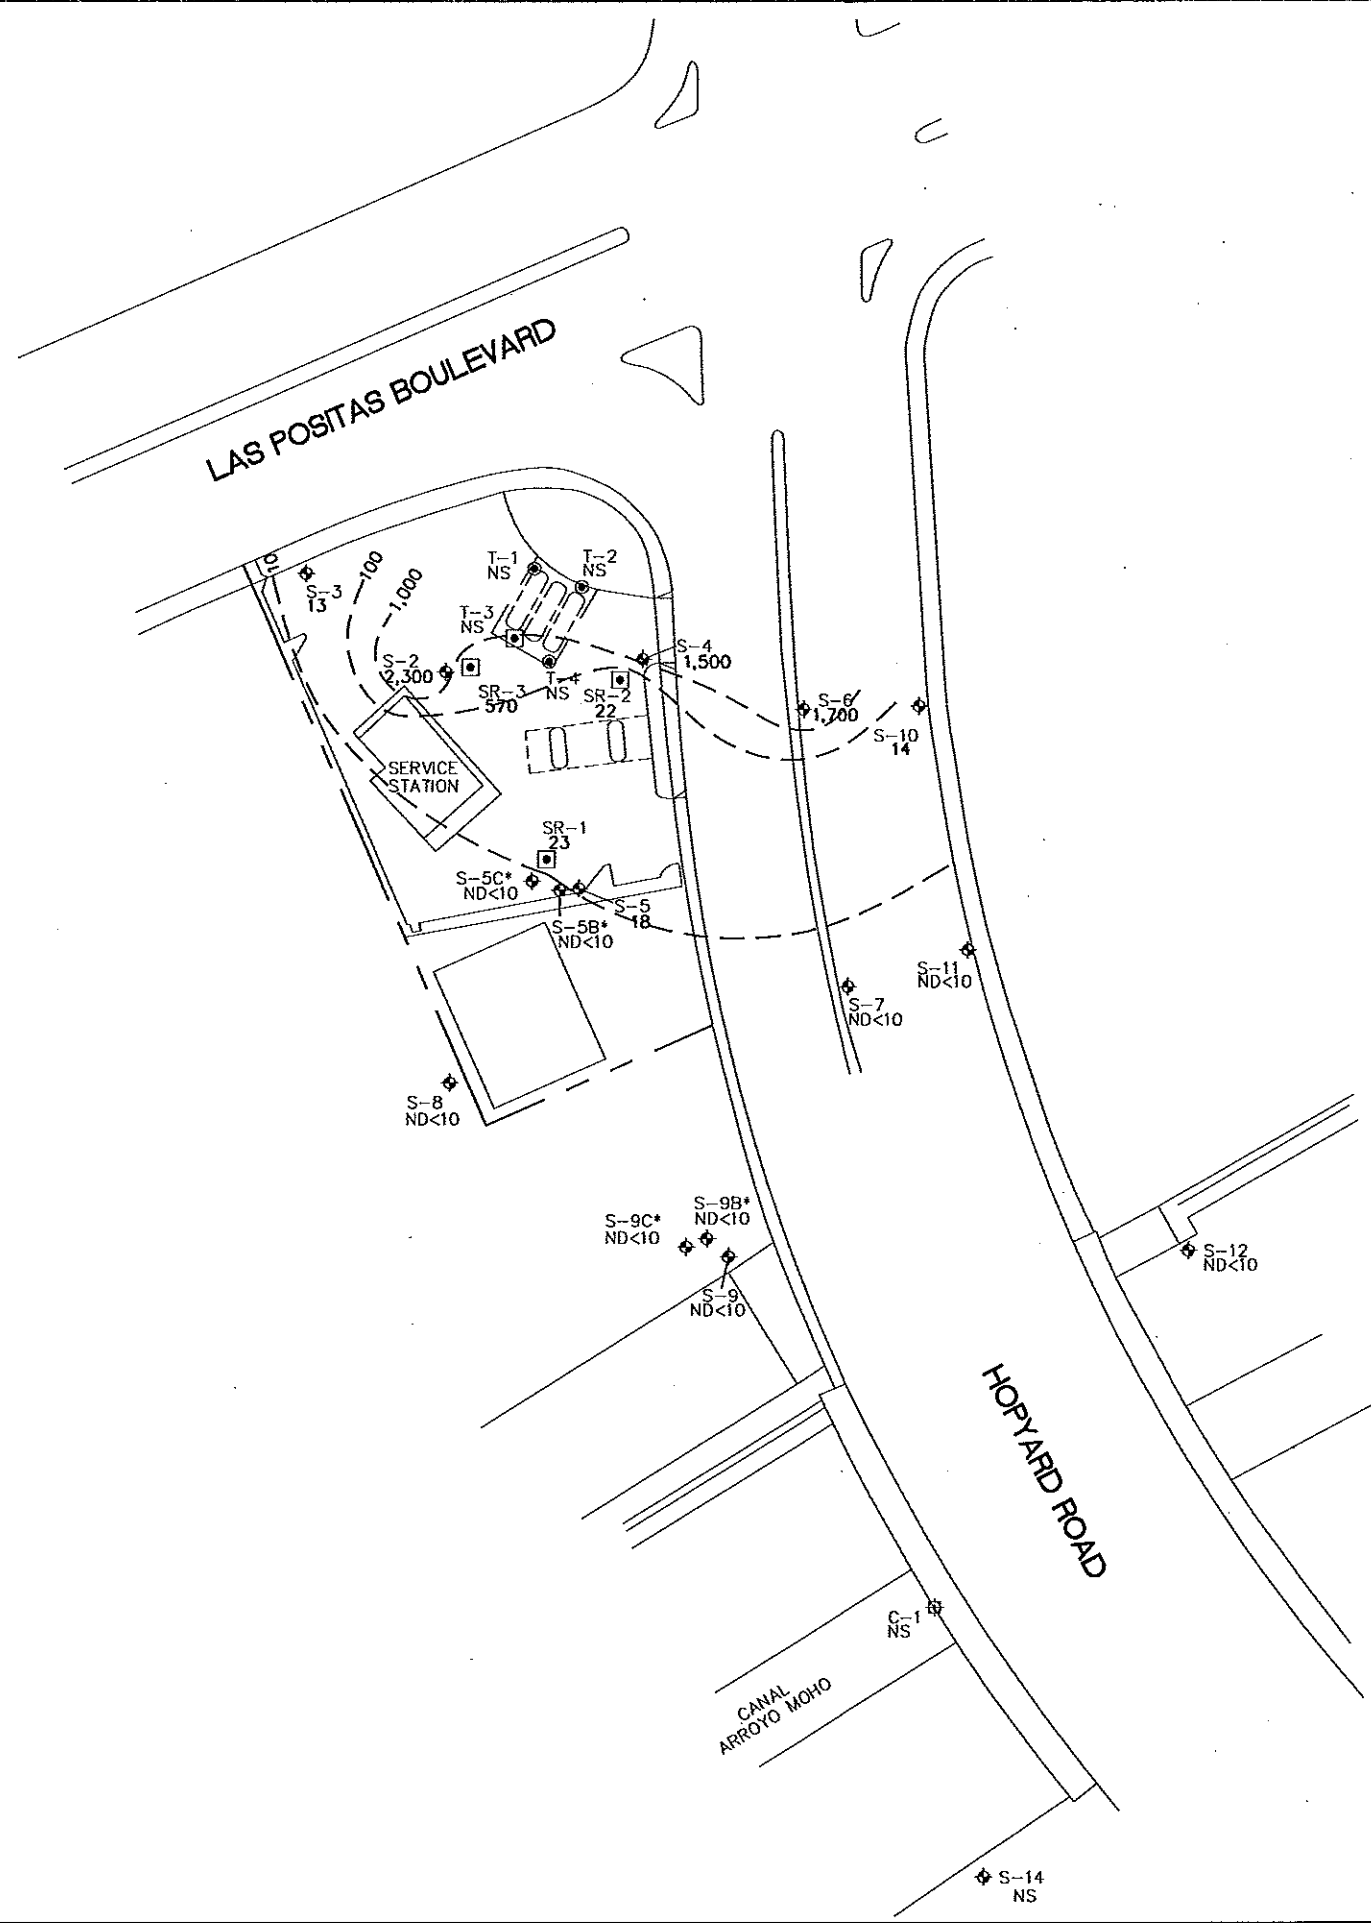 LAS POSITAS BOULEVARD
10
100
1,000
S-3
13
T-1
NS
T-2
NS
T-3
NS
S-2
2,300
SR-3
570
T-4
NS
SR-2
22
S-4
1,500
S-6
1,700
S-10
14
SERVICE
STATION
SR-1
23
S-5C*
ND<10
S-5
18
S-5B*
ND<10
S-11
ND<10
S-7
ND<10
S-8
ND<10
S-9B*
ND<10
S-9C*
ND<10
S-9
ND<10
S-12
ND<10
HOPYARD ROAD
C-1
NS
CANAL
ARROYO MOHO
S-14
NS